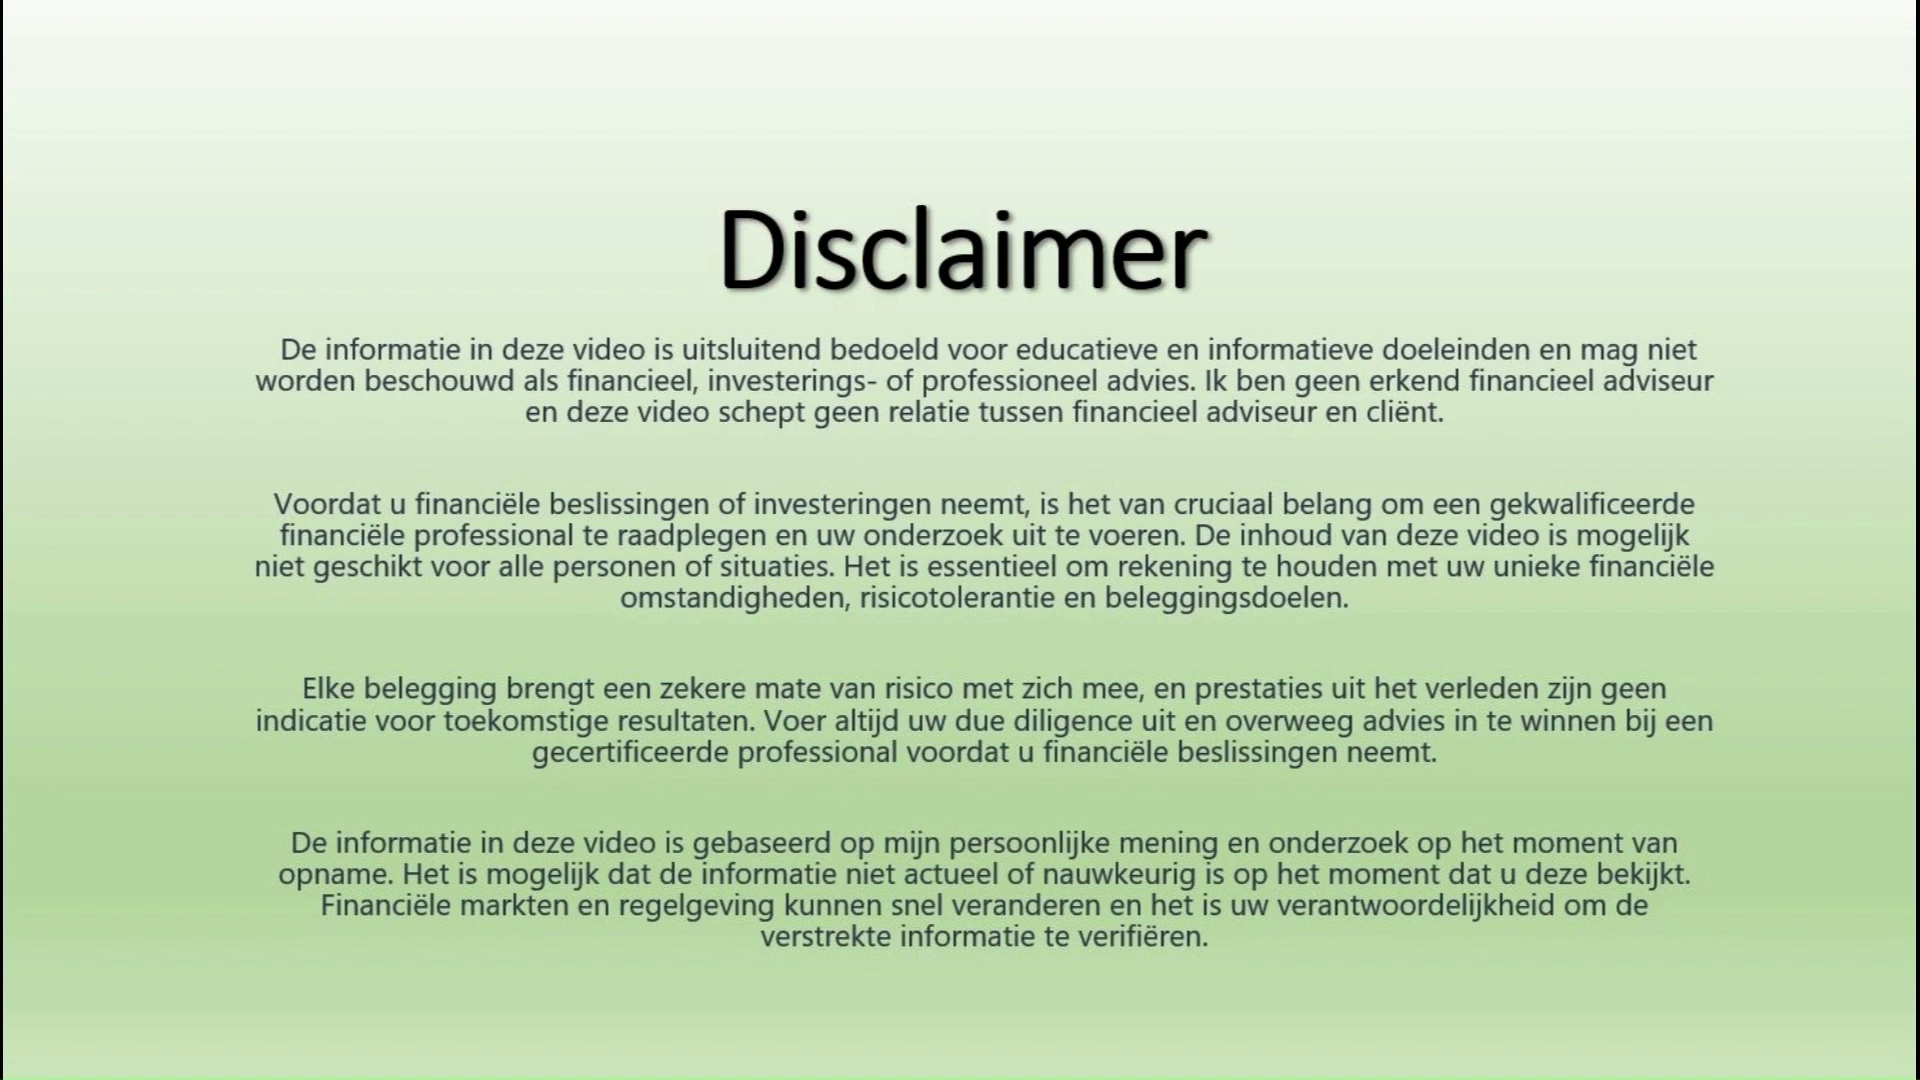 Disclaimer
De informatie in deze video is uitsluitend bedoeld voor educatieve en informatieve doeleinden en mag niet
worden beschouwd als financieel, investerings- of professioneel advies. Ik ben geen erkend financieel adviseur
en deze video schept geen relatie tussen financieel adviseur en cliënt.
Voordat u financiële beslissingen of investeringen neemt, is het van cruciaal belang om een gekwalificeerde
financiële professional te raadplegen en uw onderzoek uit te voeren. De inhoud van deze video is mogelijk
niet geschikt voor alle personen of situaties. Het is essentieel om rekening te houden met uw unieke financiële
omstandigheden, risicotolerantie en beleggingsdoelen.
Elke belegging brengt een zekere mate van risico met zich mee, en prestaties uit het verleden zijn geen
indicatie voor toekomstige resultaten. Voer altijd uw due diligence uit en overweeg advies in te winnen bij een
gecertificeerde professional voordat u financiële beslissingen neemt.
De informatie in deze video is gebaseerd op mijn persoonlijke mening en onderzoek op het moment van
opname. Het is mogelijk dat de informatie niet actueel of nauwkeurig is op het moment dat u deze bekijkt.
Financiële markten en regelgeving kunnen snel veranderen en het is uw verantwoordelijkheid om de
verstrekte informatie te verifiëren.